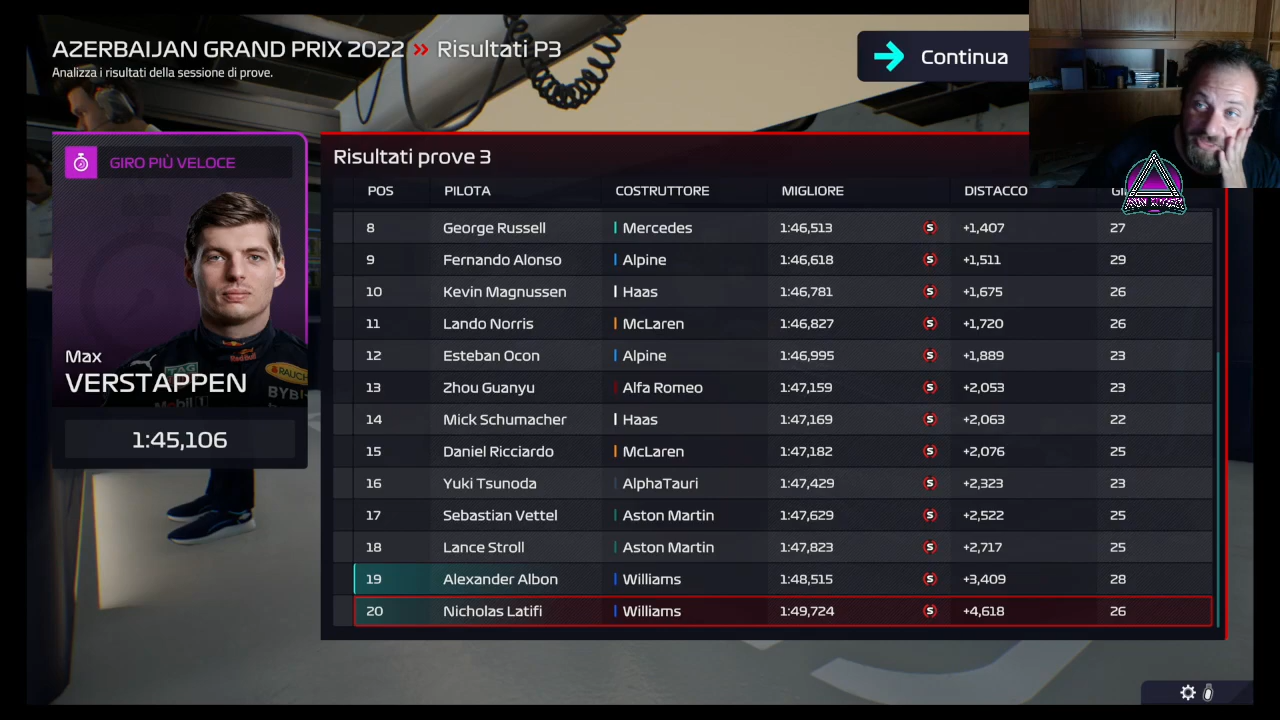 AZERBAIJAN GRAND PRIX 2022 » Risultati P3
Analizza i risultati della sessione di prove.
Continua
GIRO PIÙ VELOCE
Max
VERSTAPPEN
1:45,106
Risultati prove 3
POS PILOTA COSTRUTTORE MIGLIORE DISTACCO
8 George Russell Mercedes 1:46,513 S +1,407 27
9 Fernando Alonso Alpine 1:46,618 S +1,511 29
10 Kevin Magnussen Haas 1:46,781 S +1,675 26
11 Lando Norris McLaren 1:46,827 S +1,720 26
12 Esteban Ocon Alpine 1:46,995 S +1,889 23
13 Zhou Guanyu Alfa Romeo 1:47,159 S +2,053 23
14 Mick Schumacher Haas 1:47,169 S +2,063 22
15 Daniel Ricciardo McLaren 1:47,182 S +2,076 25
16 Yuki Tsunoda AlphaTauri 1:47,429 S +2,323 23
17 Sebastian Vettel Aston Martin 1:47,629 S +2,522 25
18 Lance Stroll Aston Martin 1:47,823 S +2,717 25
19 Alexander Albon Williams 1:48,515 S +3,409 28
20 Nicholas Latifi Williams 1:49,724 S +4,618 26
Red Bull
TAG
RAUCH
Mobil 1
BYBI